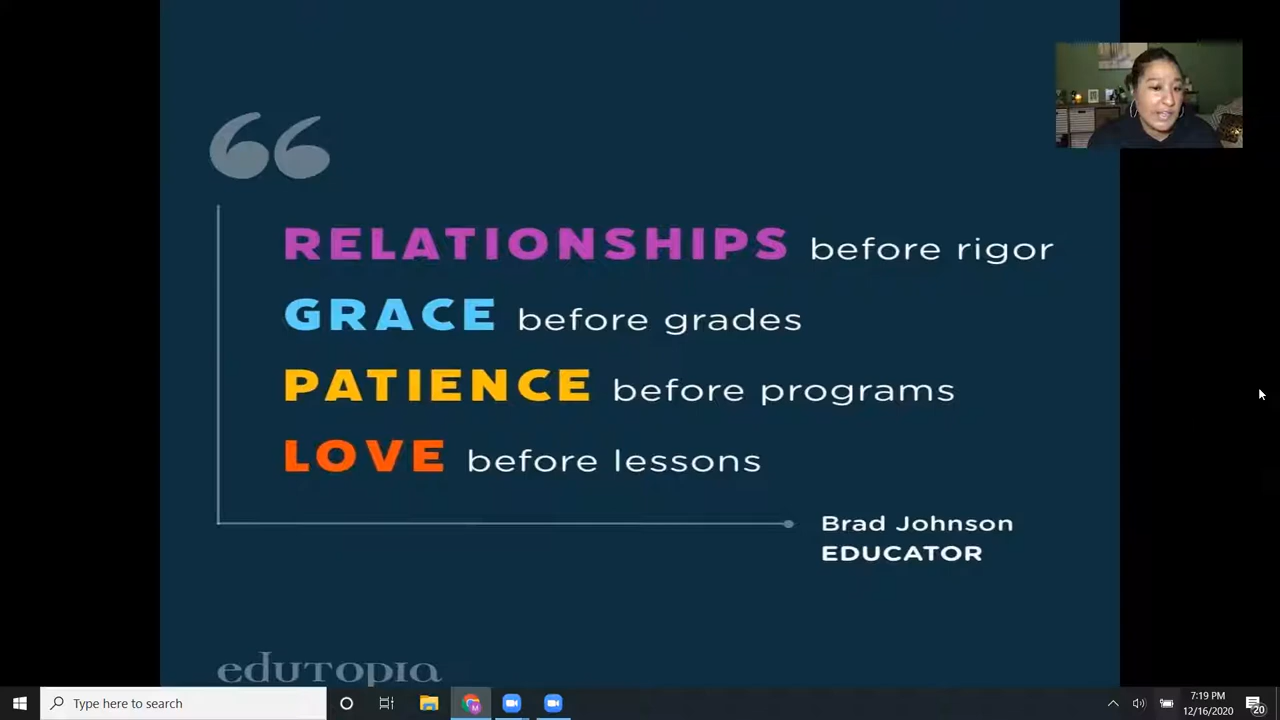 RELATIONSHIPS before rigor
GRACE before grades
PATIENCE before programs
LOVE before lessons
Brad Johnson
EDUCATOR
edutopia
Type here to search
7:19 PM
12/16/2020
20